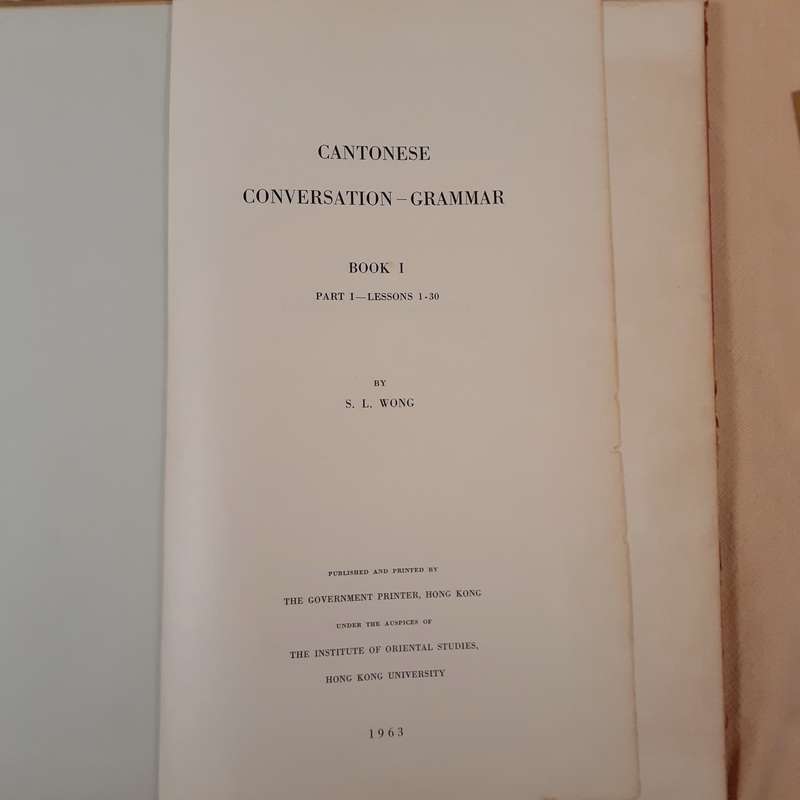 CANTONESE
CONVERSATION – GRAMMAR
BOOK I
PART I—LESSONS 1-30
BY
S. L. WONG
PUBLISHED AND PRINTED BY
THE GOVERNMENT PRINTER, HONG KONG
UNDER THE AUSPICES OF
THE INSTITUTE OF ORIENTAL STUDIES,
HONG KONG UNIVERSITY
1963